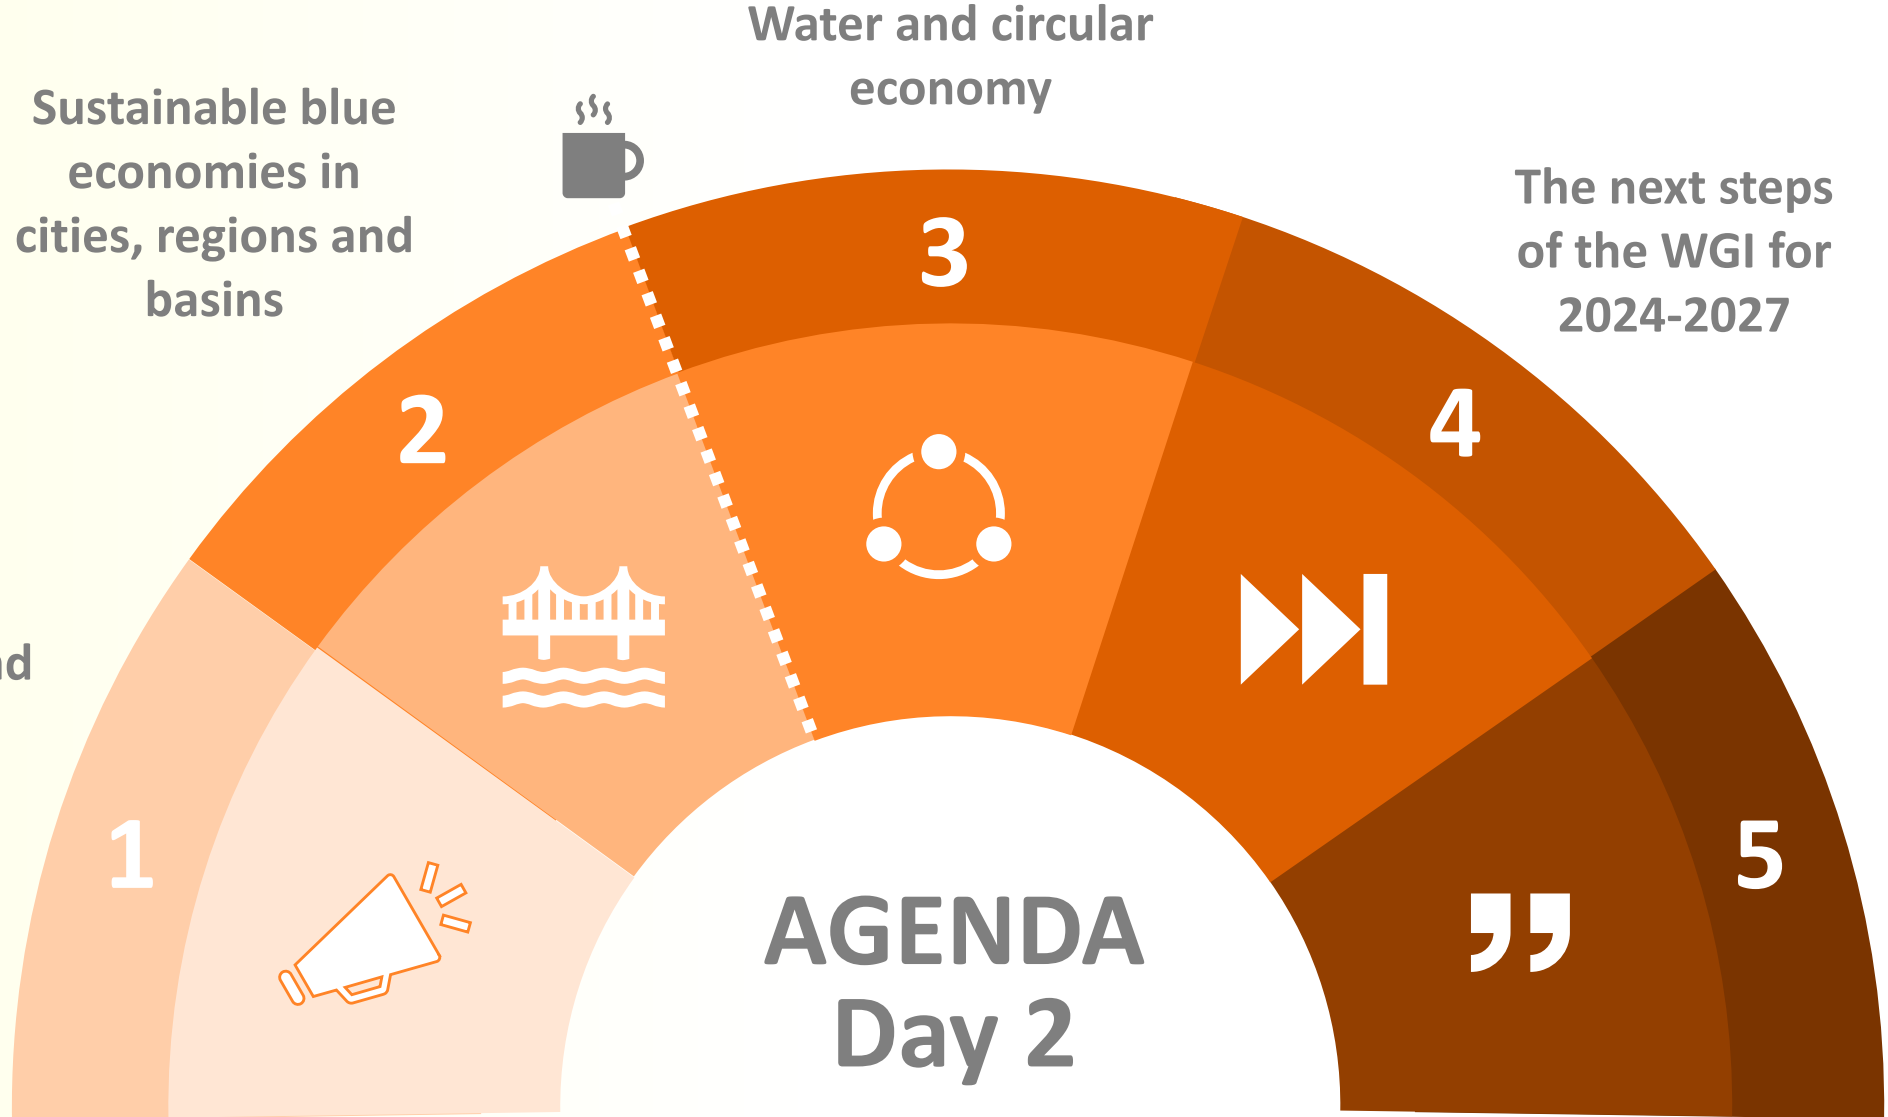 Water and circular
economy
Sustainable blue
economies in
cities, regions and
basins
The next steps
of the WGI for
2024-2027
3
2
4
1
5
AGENDA
Day 2